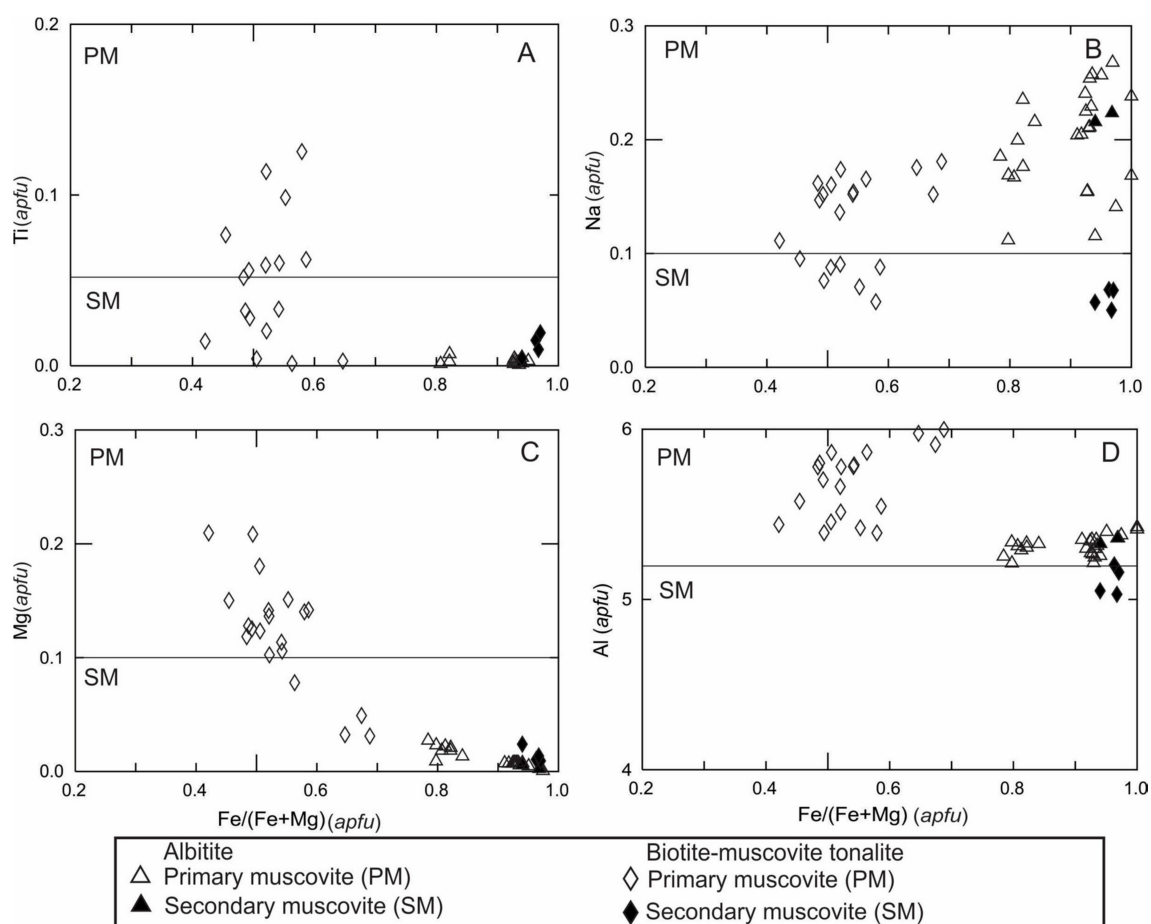 0.2
PM
A
Ti(apfu)
0.1
SM
0.0
0.2 0.4 0.6 0.8 1.0
0.3
PM
B
Na(apfu)
0.2
0.1
SM
0.0
0.2 0.4 0.6 0.8 1.0
0.3
PM
C
Mg(apfu)
0.2
0.1
SM
0.0
0.2 0.4 0.6 0.8 1.0
Fe/(Fe+Mg)(apfu)
6
PM
D
Al (apfu)
SM
5
4
0.2 0.4 0.6 0.8 1.0
Fe/(Fe+Mg) (apfu)
Albitite
Primary muscovite (PM)
Secondary muscovite (SM)
Biotite-muscovite tonalite
Primary muscovite (PM)
Secondary muscovite (SM)